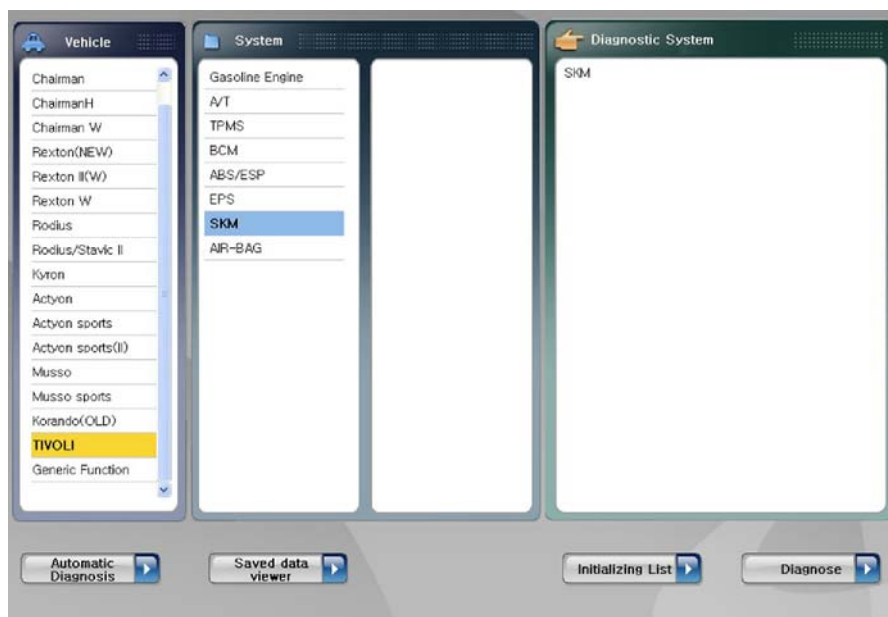 Vehicle
Chairman
ChairmanH
Chairman W
Rexton(NEW)
Rexton II(W)
Rexton W
Rodius
Rodius/Stavic II
Kyron
Actyon
Actyon sports
Actyon sports(II)
Musso
Musso sports
Korando(OLD)
TIVOLI
Generic Function
System
Gasoline Engine
A/T
TPMS
BCM
ABS/ESP
EPS
SKM
AIR-BAG
Diagnostic System
SKM
Automatic
Diagnosis
Saved data
viewer
Initializing List
Diagnose